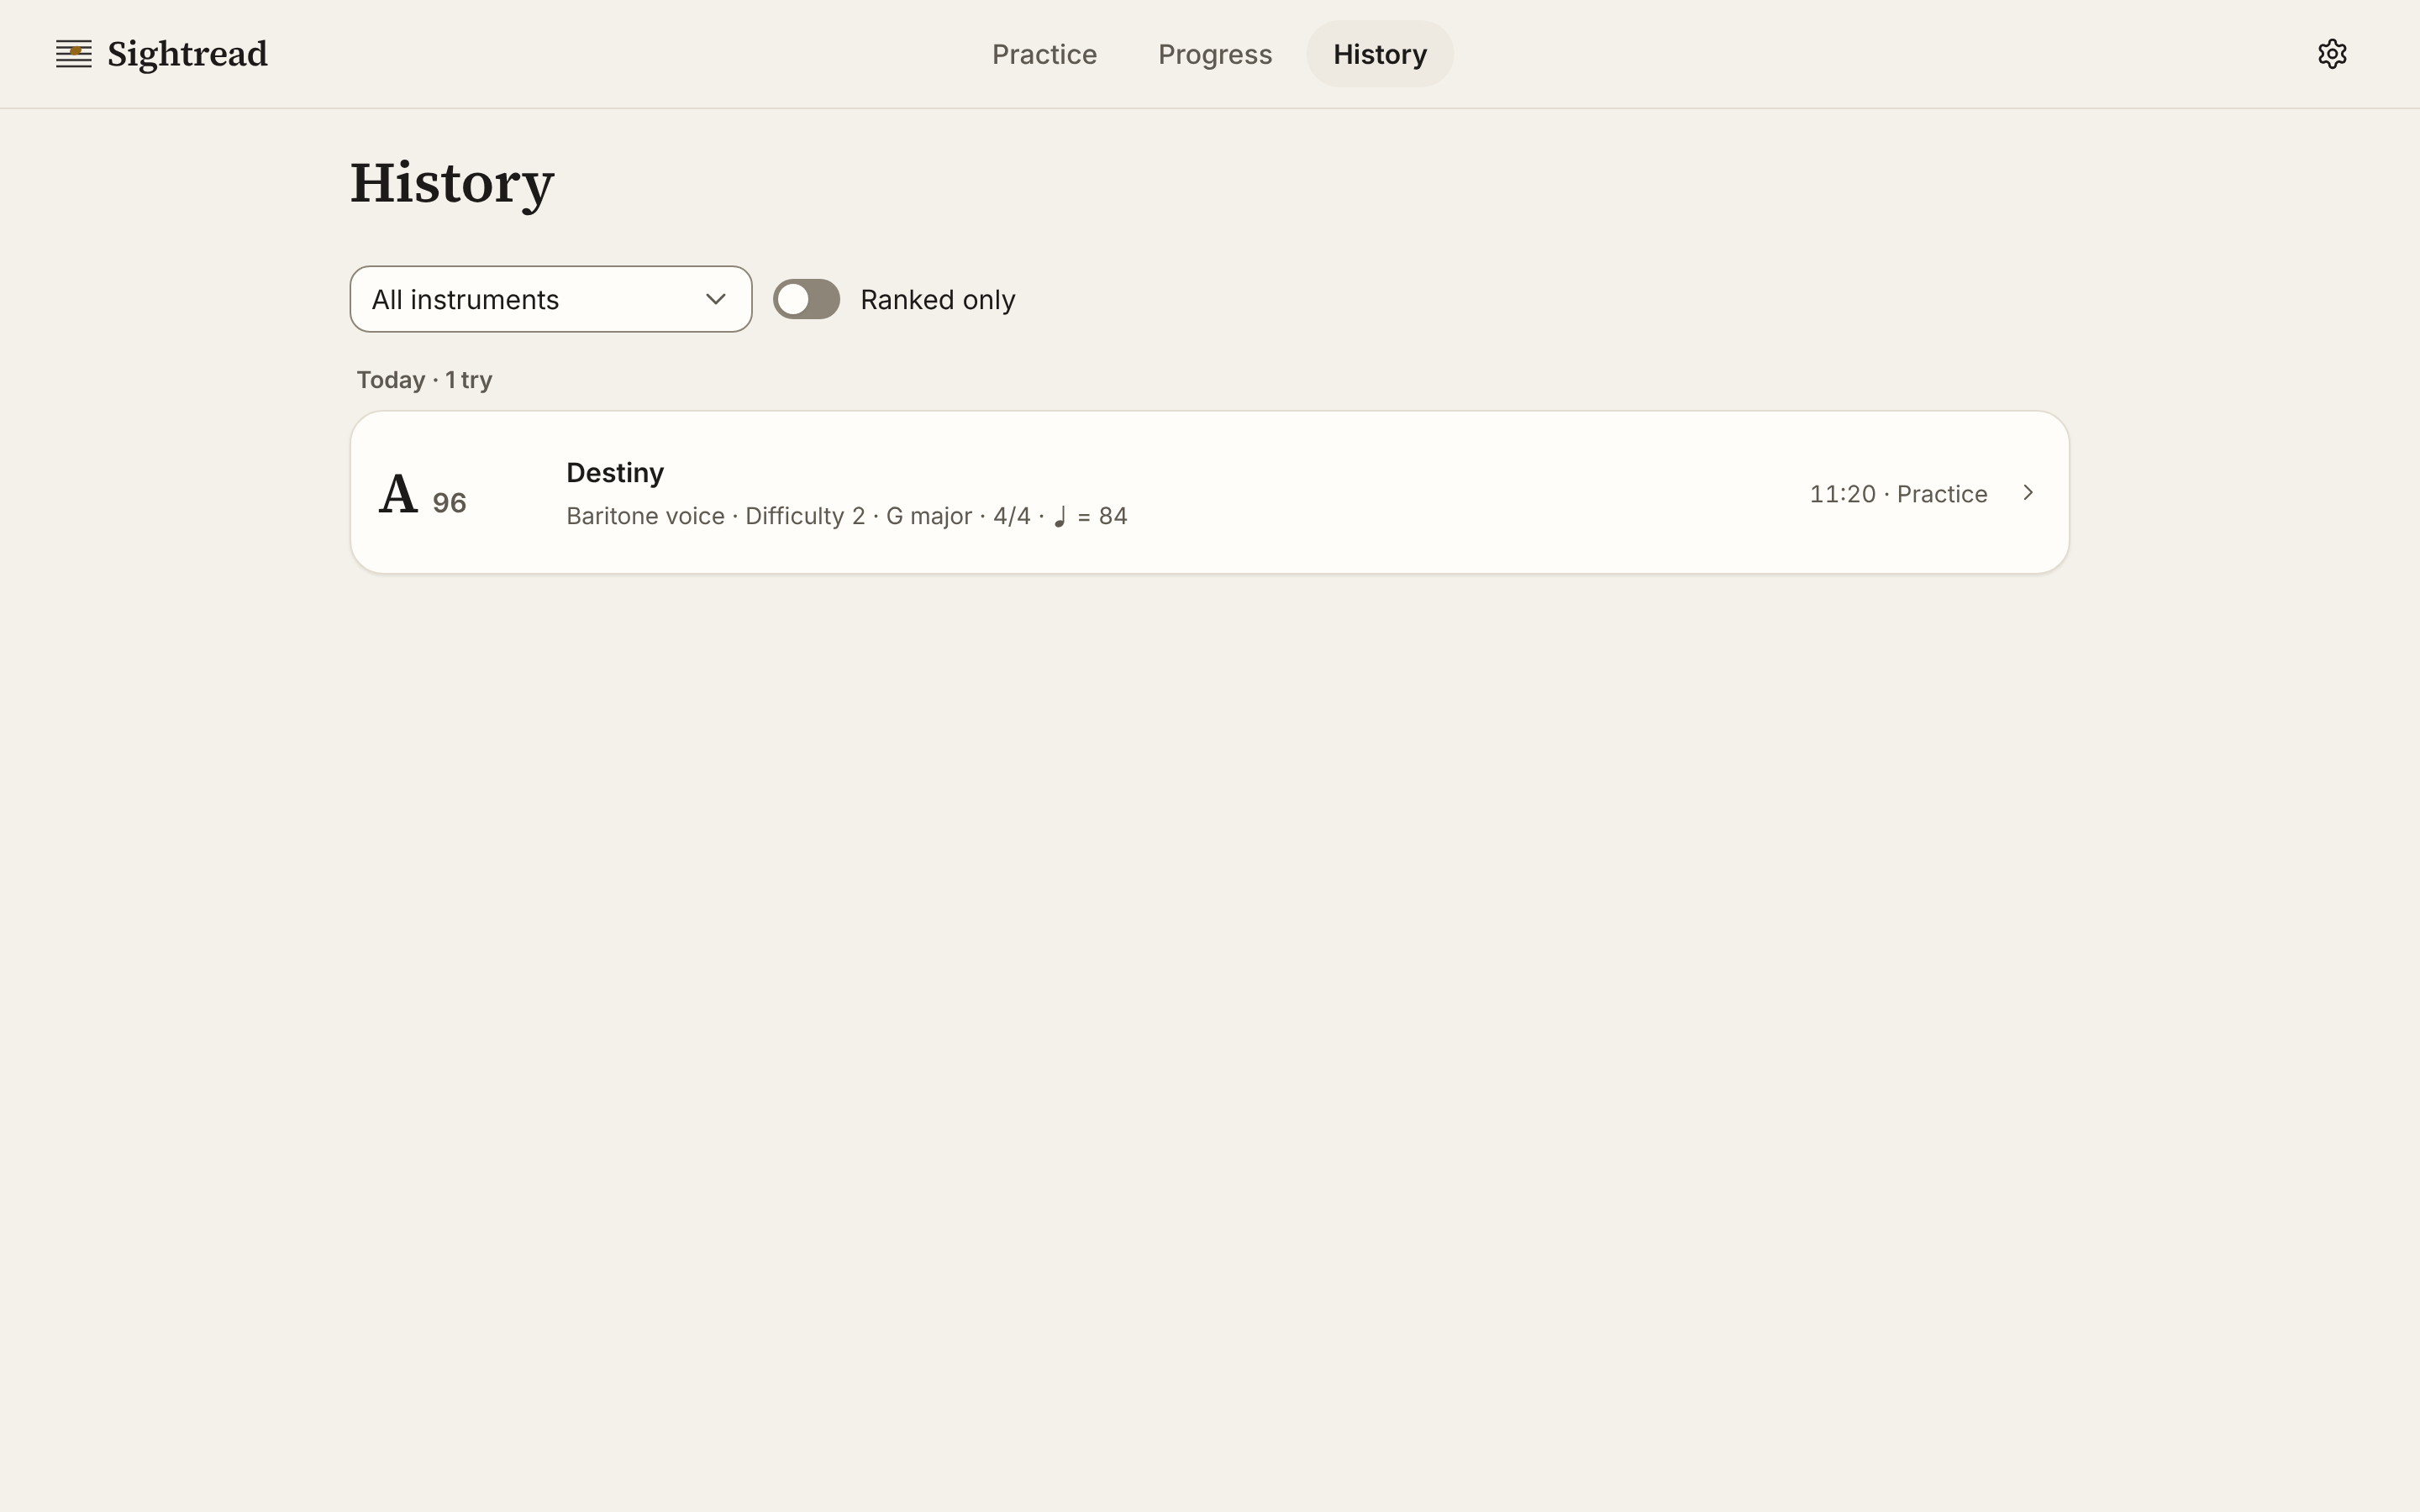 Sightread
Practice
Progress
History
History
All instruments
Ranked only
Today · 1 try
A 96
Destiny
Baritone voice · Difficulty 2 · G major · 4/4 · ♩ = 84
11:20 · Practice